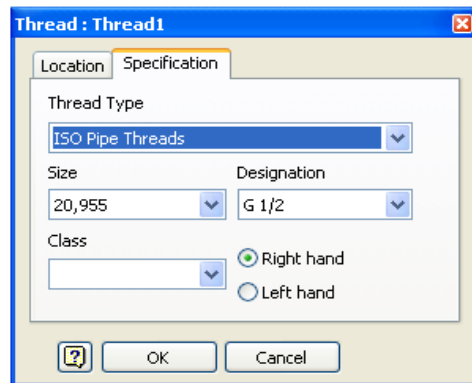 Thread : Thread1
Location Specification
Thread Type
ISO Pipe Threads
Size Designation
20,955 G 1/2
Class
Right hand
Left hand
? OK Cancel